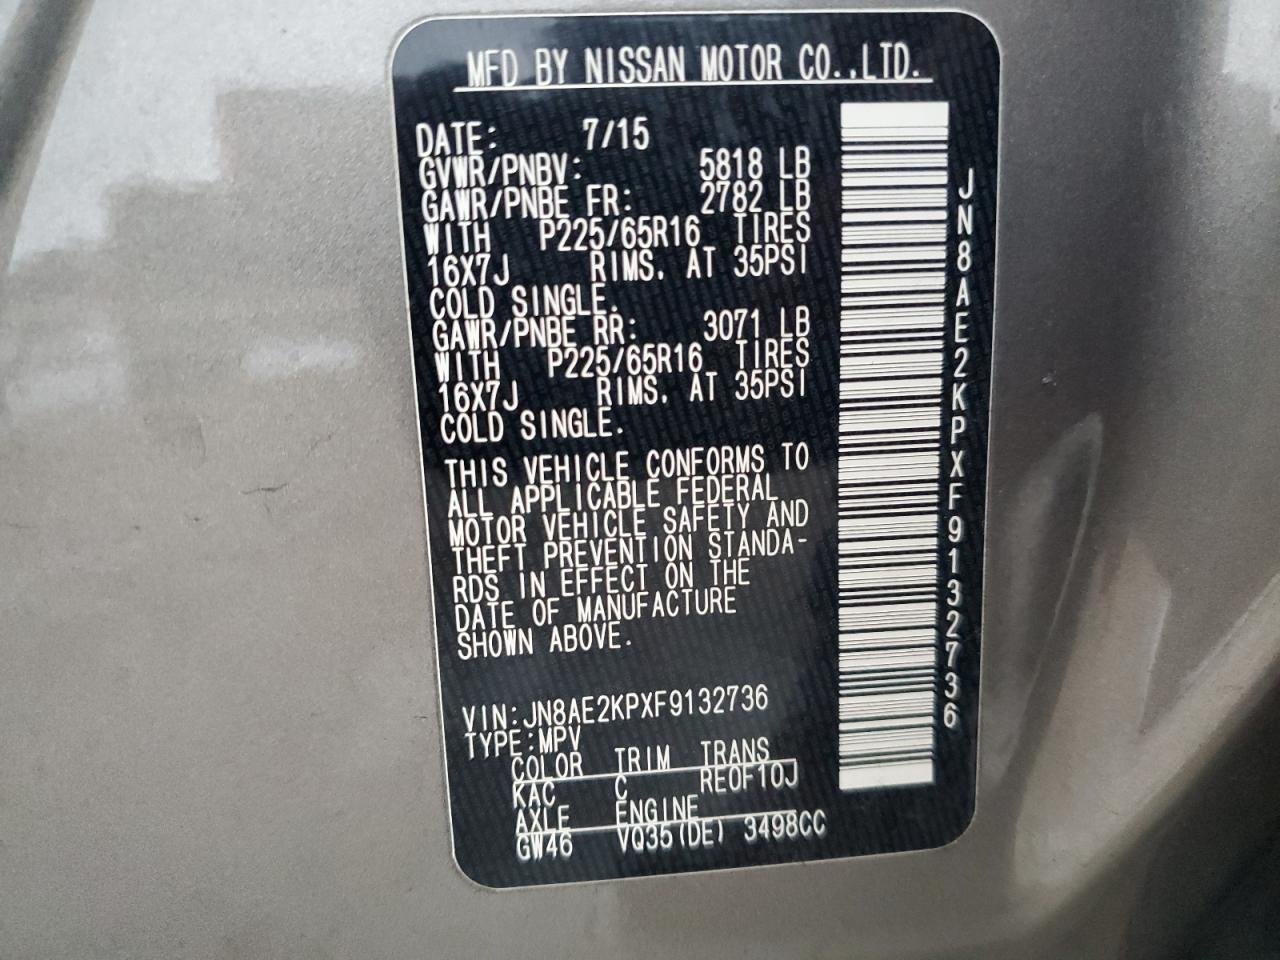 MFD BY NISSAN MOTOR CO.,LTD.
DATE: 7/15
GVWR/PNBV: 5818 LB
GAWR/PNBE FR: 2782 LB
WITH P225/65R16 TIRES
16X7J RIMS. AT 35PSI
COLD SINGLE.
GAWR/PNBE RR: 3071 LB
WITH P225/65R16 TIRES
16X7J RIMS. AT 35PSI
COLD SINGLE.
THIS VEHICLE CONFORMS TO
ALL APPLICABLE FEDERAL
MOTOR VEHICLE SAFETY AND
THEFT PREVENTION STANDA-
RDS IN EFFECT ON THE
DATE OF MANUFACTURE
SHOWN ABOVE.
VIN:JN8AE2KPXF9132736
TYPE:MPV
COLOR TRIM TRANS
KAC C RE0F10J
AXLE ENGINE
GW46 VQ35(DE) 3498CC
JN8AE2KPXF9132736